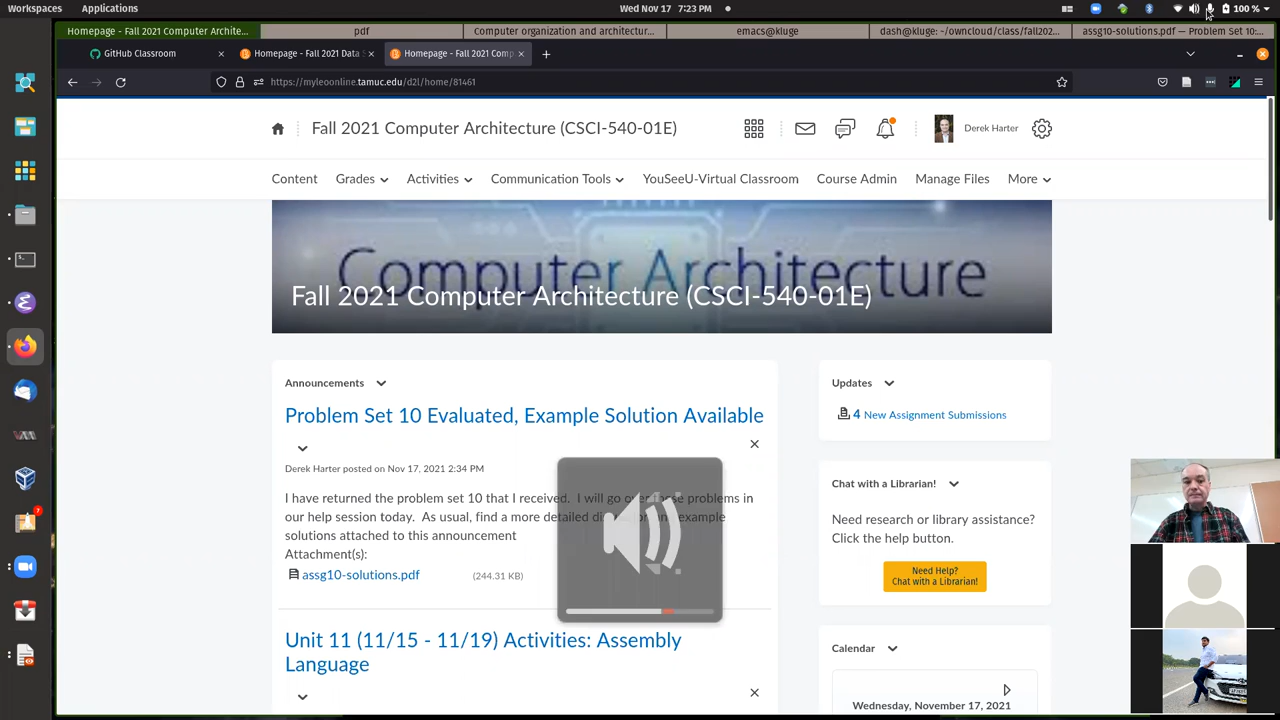 Workspaces Applications Wed Nov 17 7:23 PM 100 %
Homepage - Fall 2021 Computer Archite... pdf Computer organization and architectur... emacs@kluge dash@kluge: ~/owncloud/class/fall202... assg10-solutions.pdf — Problem Set 10:...
GitHub Classroom Homepage - Fall 2021 Data S Homepage - Fall 2021 Comp
https://myleoonline.tamuc.edu/d2l/home/81461
Fall 2021 Computer Architecture (CSCI-540-01E) Derek Harter
Content Grades Activities Communication Tools YouSeeU-Virtual Classroom Course Admin Manage Files More
Computer Architecture
Fall 2021 Computer Architecture (CSCI-540-01E)
Announcements
Problem Set 10 Evaluated, Example Solution Available
Derek Harter posted on Nov 17, 2021 2:34 PM
I have returned the problem set 10 that I received. I will go over those problems in
our help session today. As usual, find a more detailed example
solutions attached to this announcement
Attachment(s):
assg10-solutions.pdf (244.31 KB)
Unit 11 (11/15 - 11/19) Activities: Assembly
Language
Updates
4 New Assignment Submissions
Chat with a Librarian!
Need research or library assistance?
Click the help button.
Need Help?
Chat with a Librarian!
Calendar
Wednesday, November 17, 2021